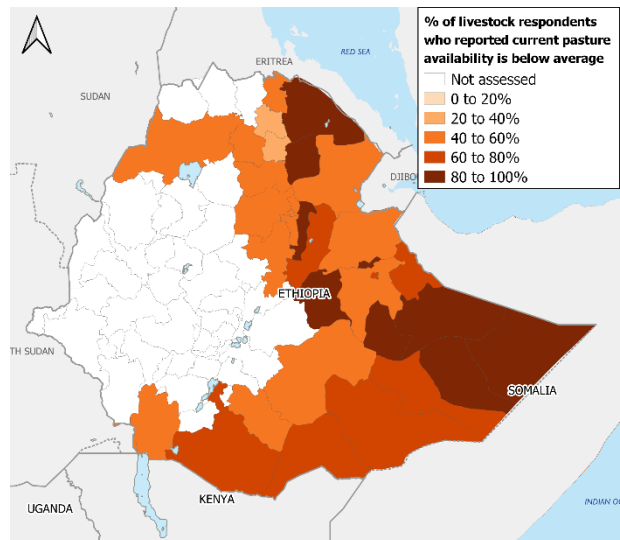 % of livestock respondents
who reported current pasture
availability is below average
Not assessed
0 to 20%
20 to 40%
40 to 60%
60 to 80%
80 to 100%
RED SEA
ERITREA
SUDAN
DJIBO
ETHIOPIA
TH SUDAN
SOMALIA
UGANDA
KENYA
INDIAN O